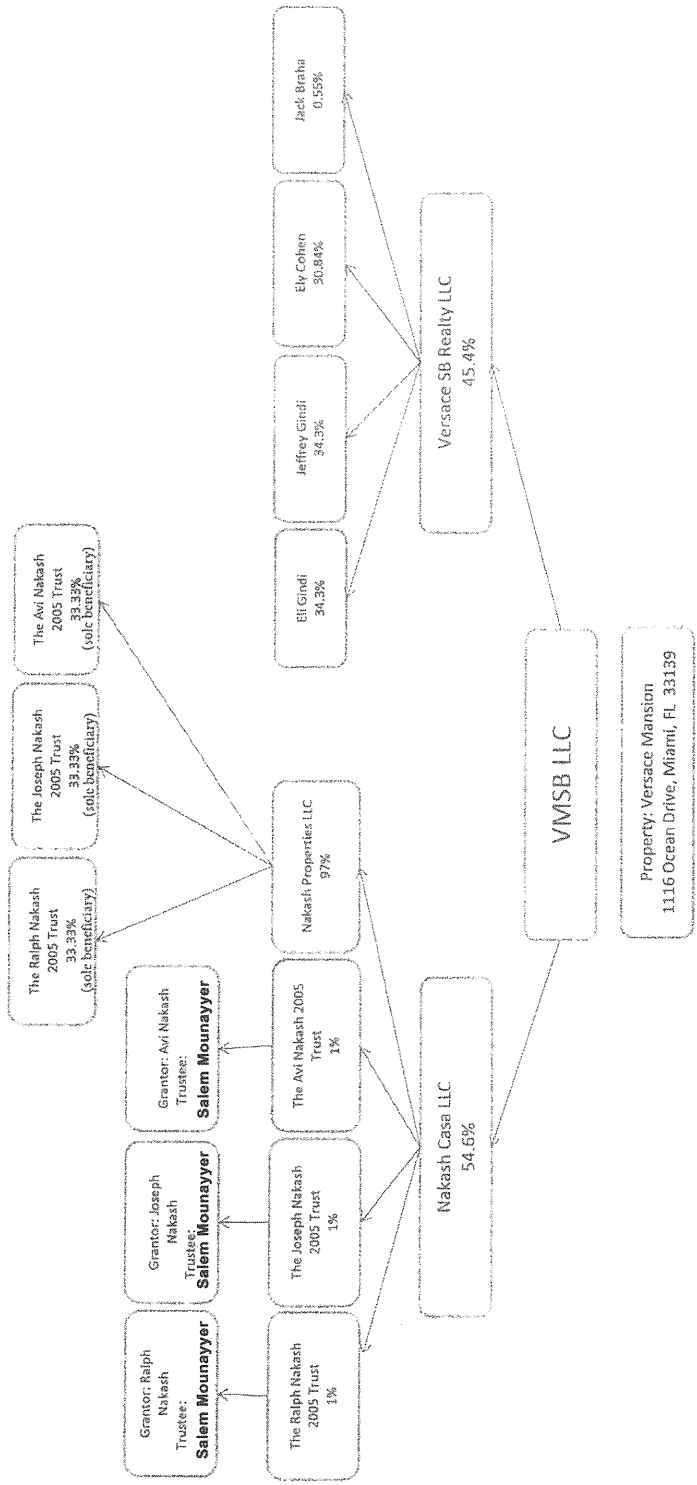 The Ralph Nakash
2005 Trust
33.33%
(sole beneficiary)
The Joseph Nakash
2005 Trust
33.33%
(sole beneficiary)
The Avi Nakash
2005 Trust
33.33%
(sole beneficiary)
Grantor: Ralph
Nakash
Trustee:
Salem Mounayyer
Grantor: Joseph
Nakash
Trustee:
Salem Mounayyer
Grantor: Avi Nakash
Trustee:
Salem Mounayyer
The Ralph Nakash
2005 Trust
1%
The Joseph Nakash
2005 Trust
1%
The Avi Nakash 2005
Trust
1%
Nakash Properties LLC
97%
Eli Gindi
34.3%
Jeffrey Gindi
34.3%
Ely Cohen
30.84%
Jack Braha
0.55%
Nakash Casa LLC
54.6%
Versace SB Realty LLC
45.4%
VMSB LLC
Property: Versace Mansion
1116 Ocean Drive, Miami, FL 33139